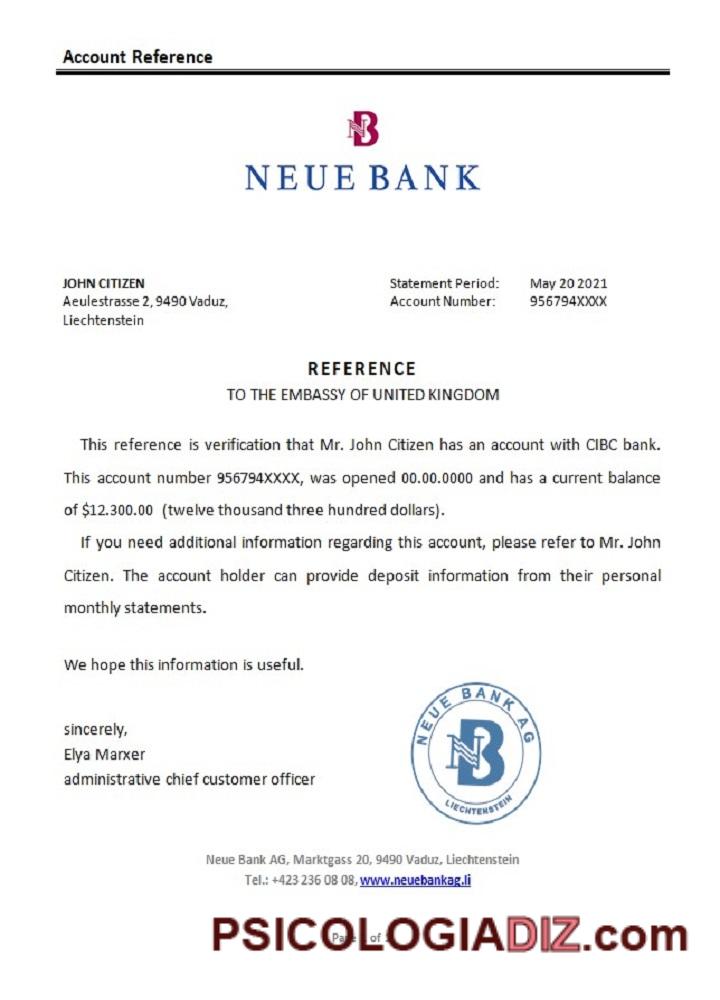 Account Reference
NB
NEUE BANK
JOHN CITIZEN
Aeulestrasse 2, 9490 Vaduz,
Liechtenstein
Statement Period: May 20 2021
Account Number: 956794XXXX
REFERENCE
TO THE EMBASSY OF UNITED KINGDOM
This reference is verification that Mr. John Citizen has an account with CIBC bank.
This account number 956794XXXX, was opened 00.00.0000 and has a current balance
of $12.300.00 (twelve thousand three hundred dollars).
If you need additional information regarding this account, please refer to Mr. John
Citizen. The account holder can provide deposit information from their personal
monthly statements.
We hope this information is useful.
sincerely,
Elya Marxer
administrative chief customer officer
NEUE BANK AG
NB
LIECHTENSTEIN
Neue Bank AG, Marktgass 20, 9490 Vaduz, Liechtenstein
Tel.: +423 236 08 08, www.neuebankag.li
PSICOLOGIADIZ.com